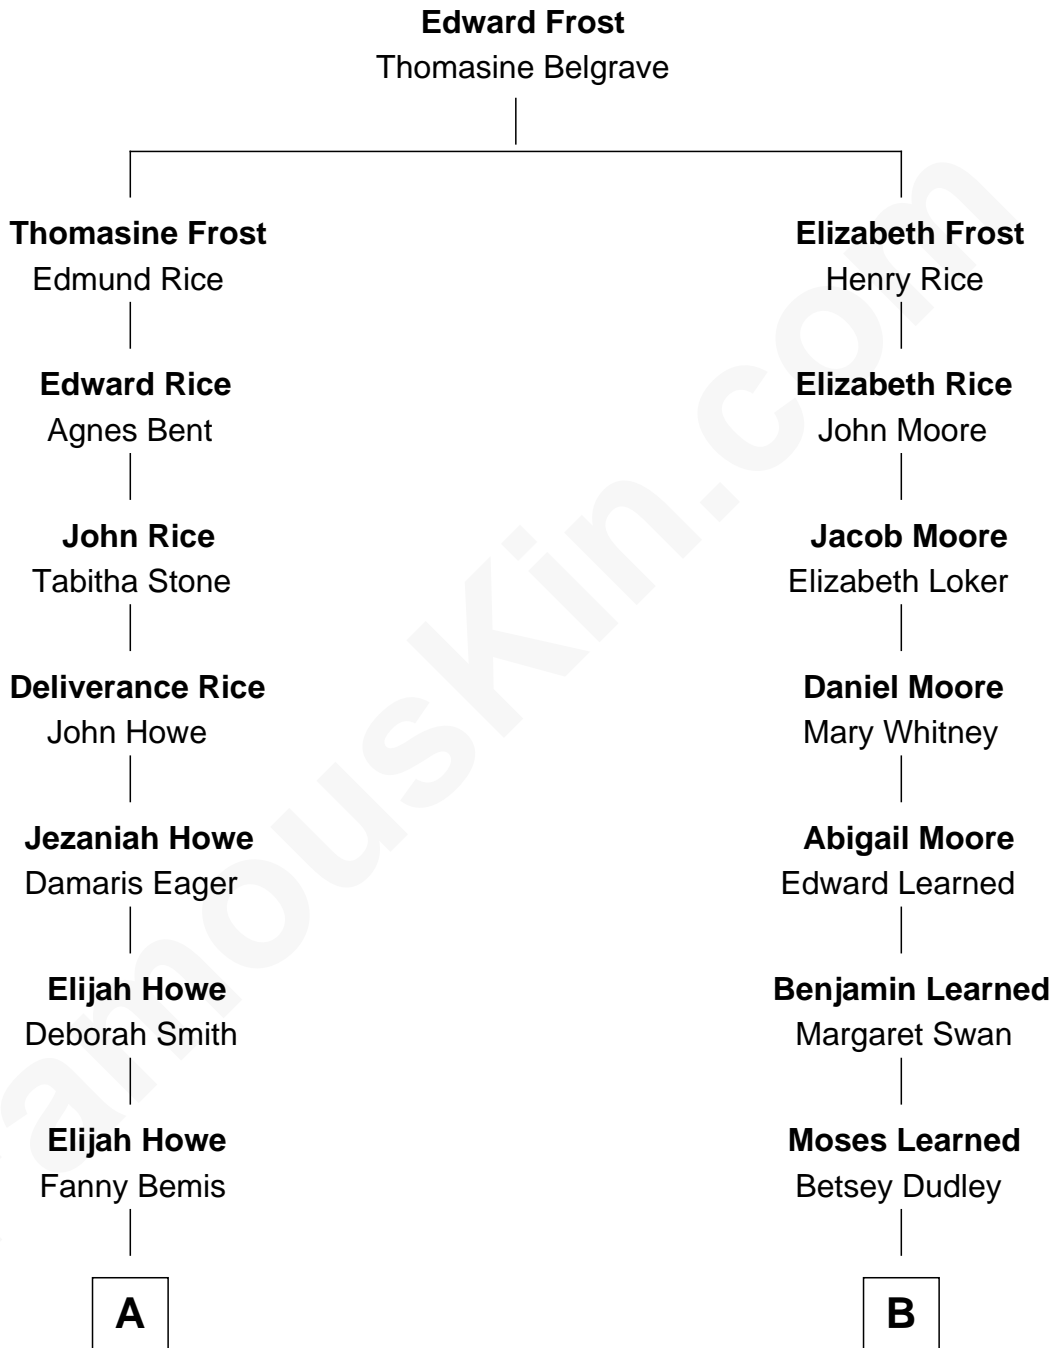 Edward Frost
Thomasine Belgrave
Thomasine Frost
Edmund Rice
Edward Rice
Agnes Bent
John Rice
Tabitha Stone
Deliverance Rice
John Howe
Jezaniah Howe
Damaris Eager
Elijah Howe
Deborah Smith
Elijah Howe
Fanny Bemis
A
Elizabeth Frost
Henry Rice
Elizabeth Rice
John Moore
Jacob Moore
Elizabeth Loker
Daniel Moore
Mary Whitney
Abigail Moore
Edward Learned
Benjamin Learned
Margaret Swan
Moses Learned
Betsey Dudley
B
amouskin.com